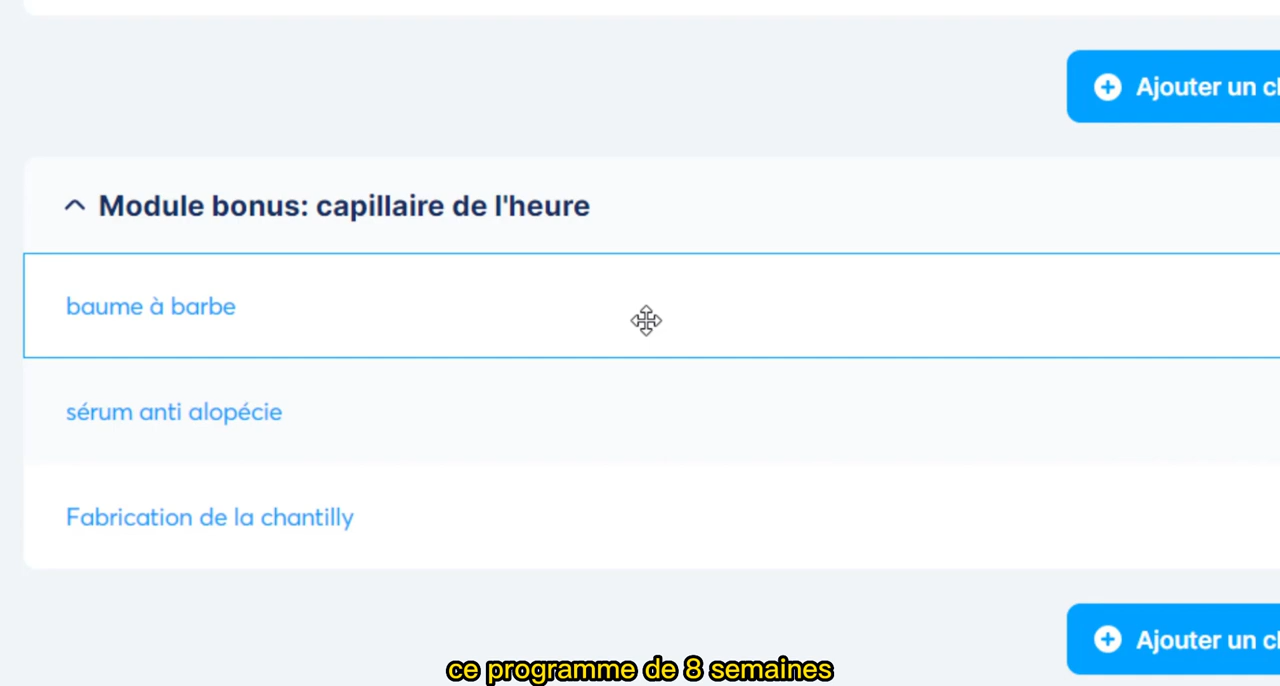 Ajouter un
Module bonus: capillaire de l'heure
baume à barbe
sérum anti alopécie
Fabrication de la chantilly
Ajouter un
ce programme de 8 semaines